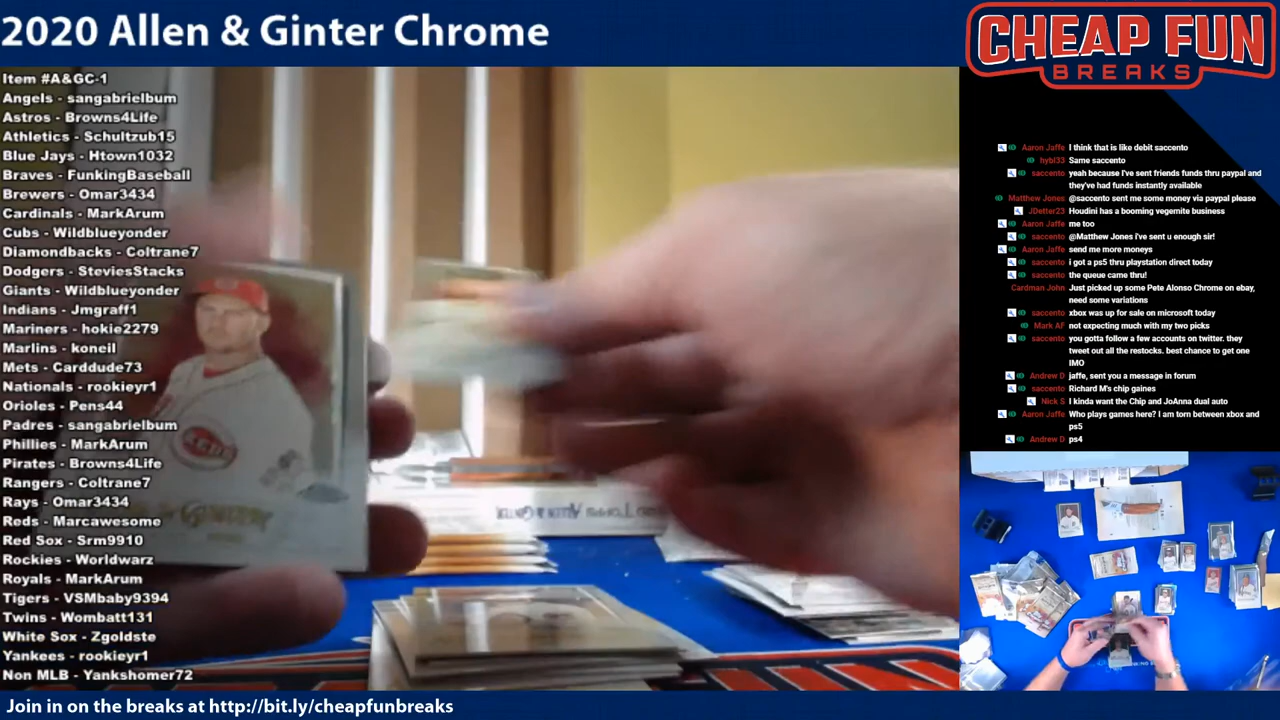 2020 Allen & Ginter Chrome
CHEAP FUN
BREAKS
Item #A&GC-1
Angels - sangabrielbum
Astros - Browns4Life
Athletics - Schultzub15
Blue Jays - Htown1032
Braves - FunkingBaseball
Brewers - Omar3434
Cardinals - MarkArum
Cubs - Wildblueyonder
Diamondbacks - Coltrane7
Dodgers - SteviesStacks
Giants - Wildblueyonder
Indians - Jmgraff1
Mariners - hokie2279
Marlins - koneil
Mets - Carddude73
Nationals - rookieyr1
Orioles - Pens44
Padres - sangabrielbum
Phillies - MarkArum
Pirates - Browns4Life
Rangers - Coltrane7
Rays - Omar3434
Reds - Marcawesome
Red Sox - Srm9910
Rockies - Worldwarz
Royals - MarkArum
Tigers - VSMbaby9394
Twins - Wombatt131
White Sox - Zgoldste
Yankees - rookieyr1
Non MLB - Yankshomer72
REDS
Aaron Jaffe I think that is like debit saccento
hybl33 Same saccento
saccento yeah because I've sent friends funds thru paypal and
they've had funds instantly available
Matthew Jones @saccento sent me some money via paypal please
JDetter23 Houdini has a booming vegemite business
Aaron Jaffe me too
saccento @Matthew Jones i've sent u enough sir!
Aaron Jaffe send me more moneys
saccento i got a ps5 thru playstation direct today
saccento the queue came thru!
Cardman John Just picked up some Pete Alonso Chrome on ebay,
need some variations
saccento xbox was up for sale on microsoft today
Mark AF not expecting much with my two picks
saccento you gotta follow a few accounts on twitter. they
tweet out all the restocks. best chance to get one
IMO
Andrew D jaffe, sent you a message in forum
saccento Richard M's chip gaines
Nick S I kinda want the Chip and JoAnna dual auto
Aaron Jaffe Who plays games here? I am torn between xbox and
ps5
Andrew D ps4
Join in on the breaks at http://bit.ly/cheapfunbreaks